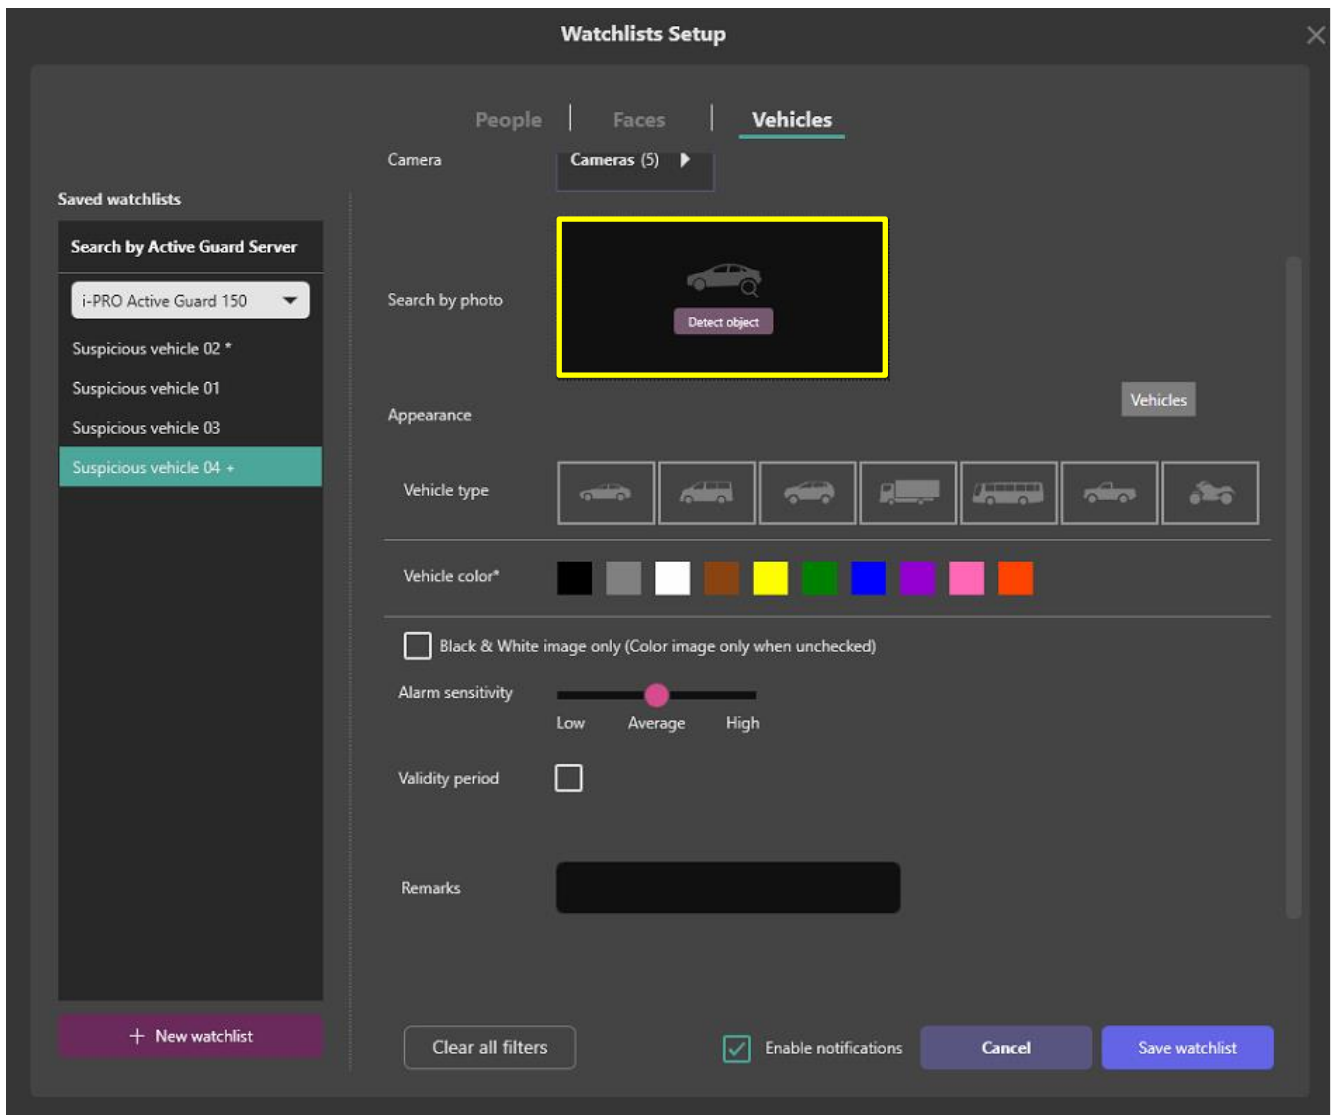 Watchlists Setup
People
Faces
Vehicles
Camera
Cameras (5)
Saved watchlists
Search by Active Guard Server
i-PRO Active Guard 150
Suspicious vehicle 02 *
Suspicious vehicle 01
Suspicious vehicle 03
Suspicious vehicle 04 +
+ New watchlist
Search by photo
Detect object
Appearance
Vehicles
Vehicle type
Vehicle color*
Black & White image only (Color image only when unchecked)
Alarm sensitivity
Low Average High
Validity period
Remarks
Clear all filters
Enable notifications
Cancel
Save watchlist